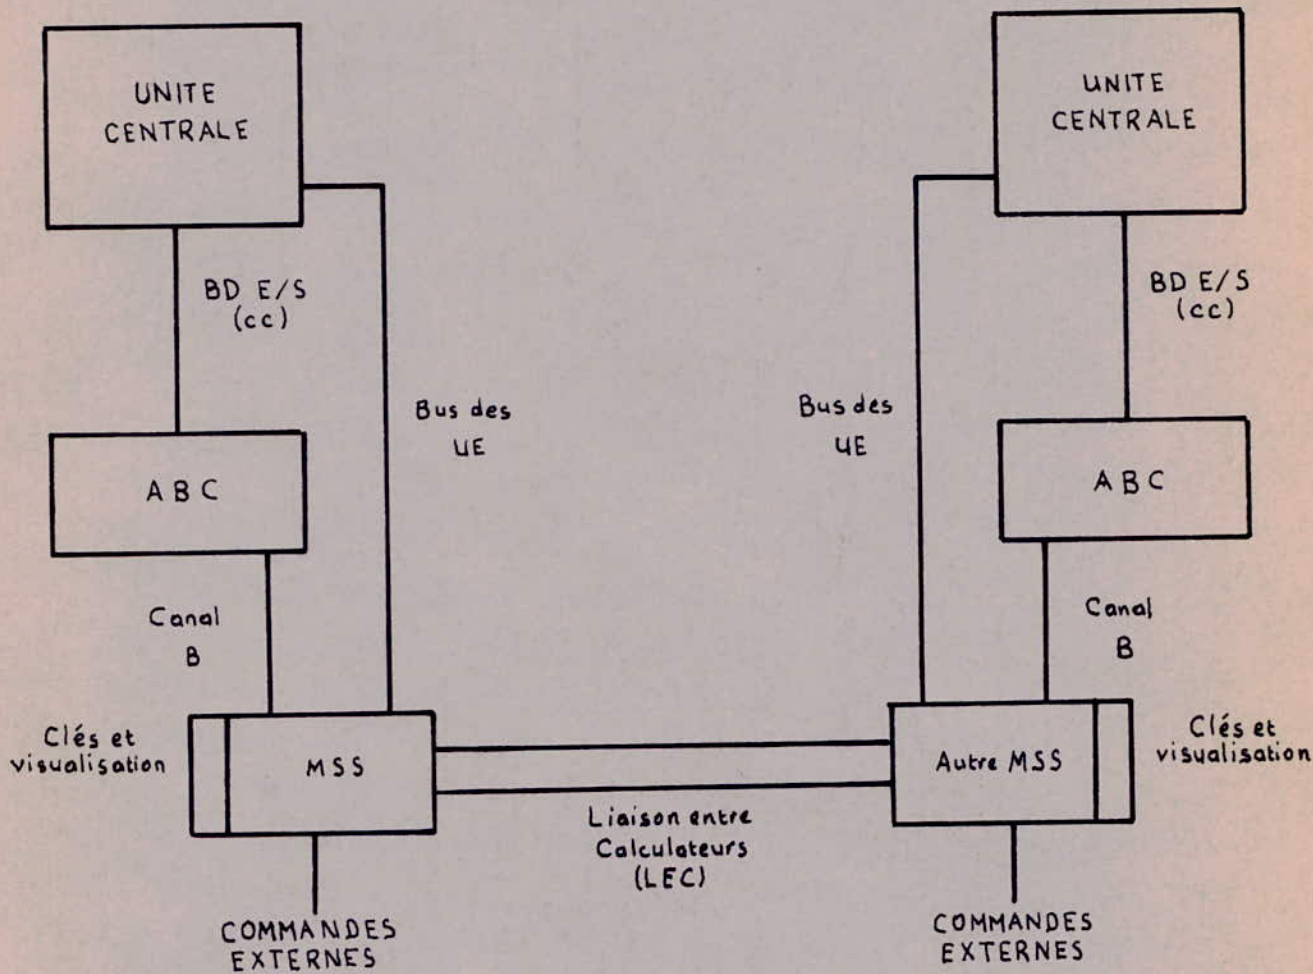 UNITE
CENTRALE
UNITE
CENTRALE
BD E/S
(cc)
BD E/S
(cc)
Bus des
UE
Bus des
UE
ABC
ABC
Canal
B
Canal
B
Clés et
visualisation
MSS
Autre MSS
Clés et
visualisation
Liaison entre
Calculateurs
(LEC)
COMMANDES
EXTERNES
COMMANDES
EXTERNES